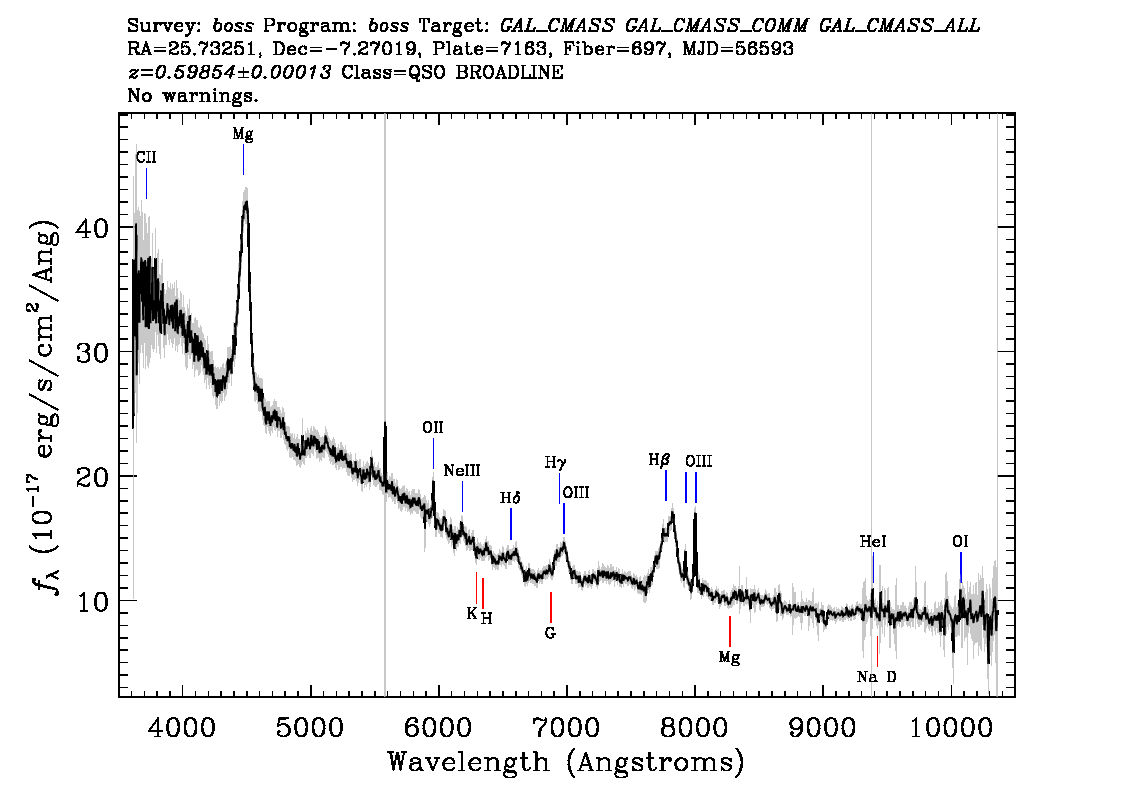 Survey: boss Program: boss Target: GAL_CMASS GAL_CMASS_COMM GAL_CMASS_ALL
RA=25.73251, Dec=−7.27019, Plate=7163, Fiber=697, MJD=56593
z=0.59854±0.00013 Class=QSO BROADLINE
No warnings.
Mg
CII
40
30
OII
Hγ
Hβ OIII
NeIII
OIII
20
Hδ
HeI
OI
10
K H
G
Mg
Na D
f_λ (10^−17 erg/s/cm^2/Ang)
4000 5000 6000 7000 8000 9000 10000
Wavelength (Angstroms)